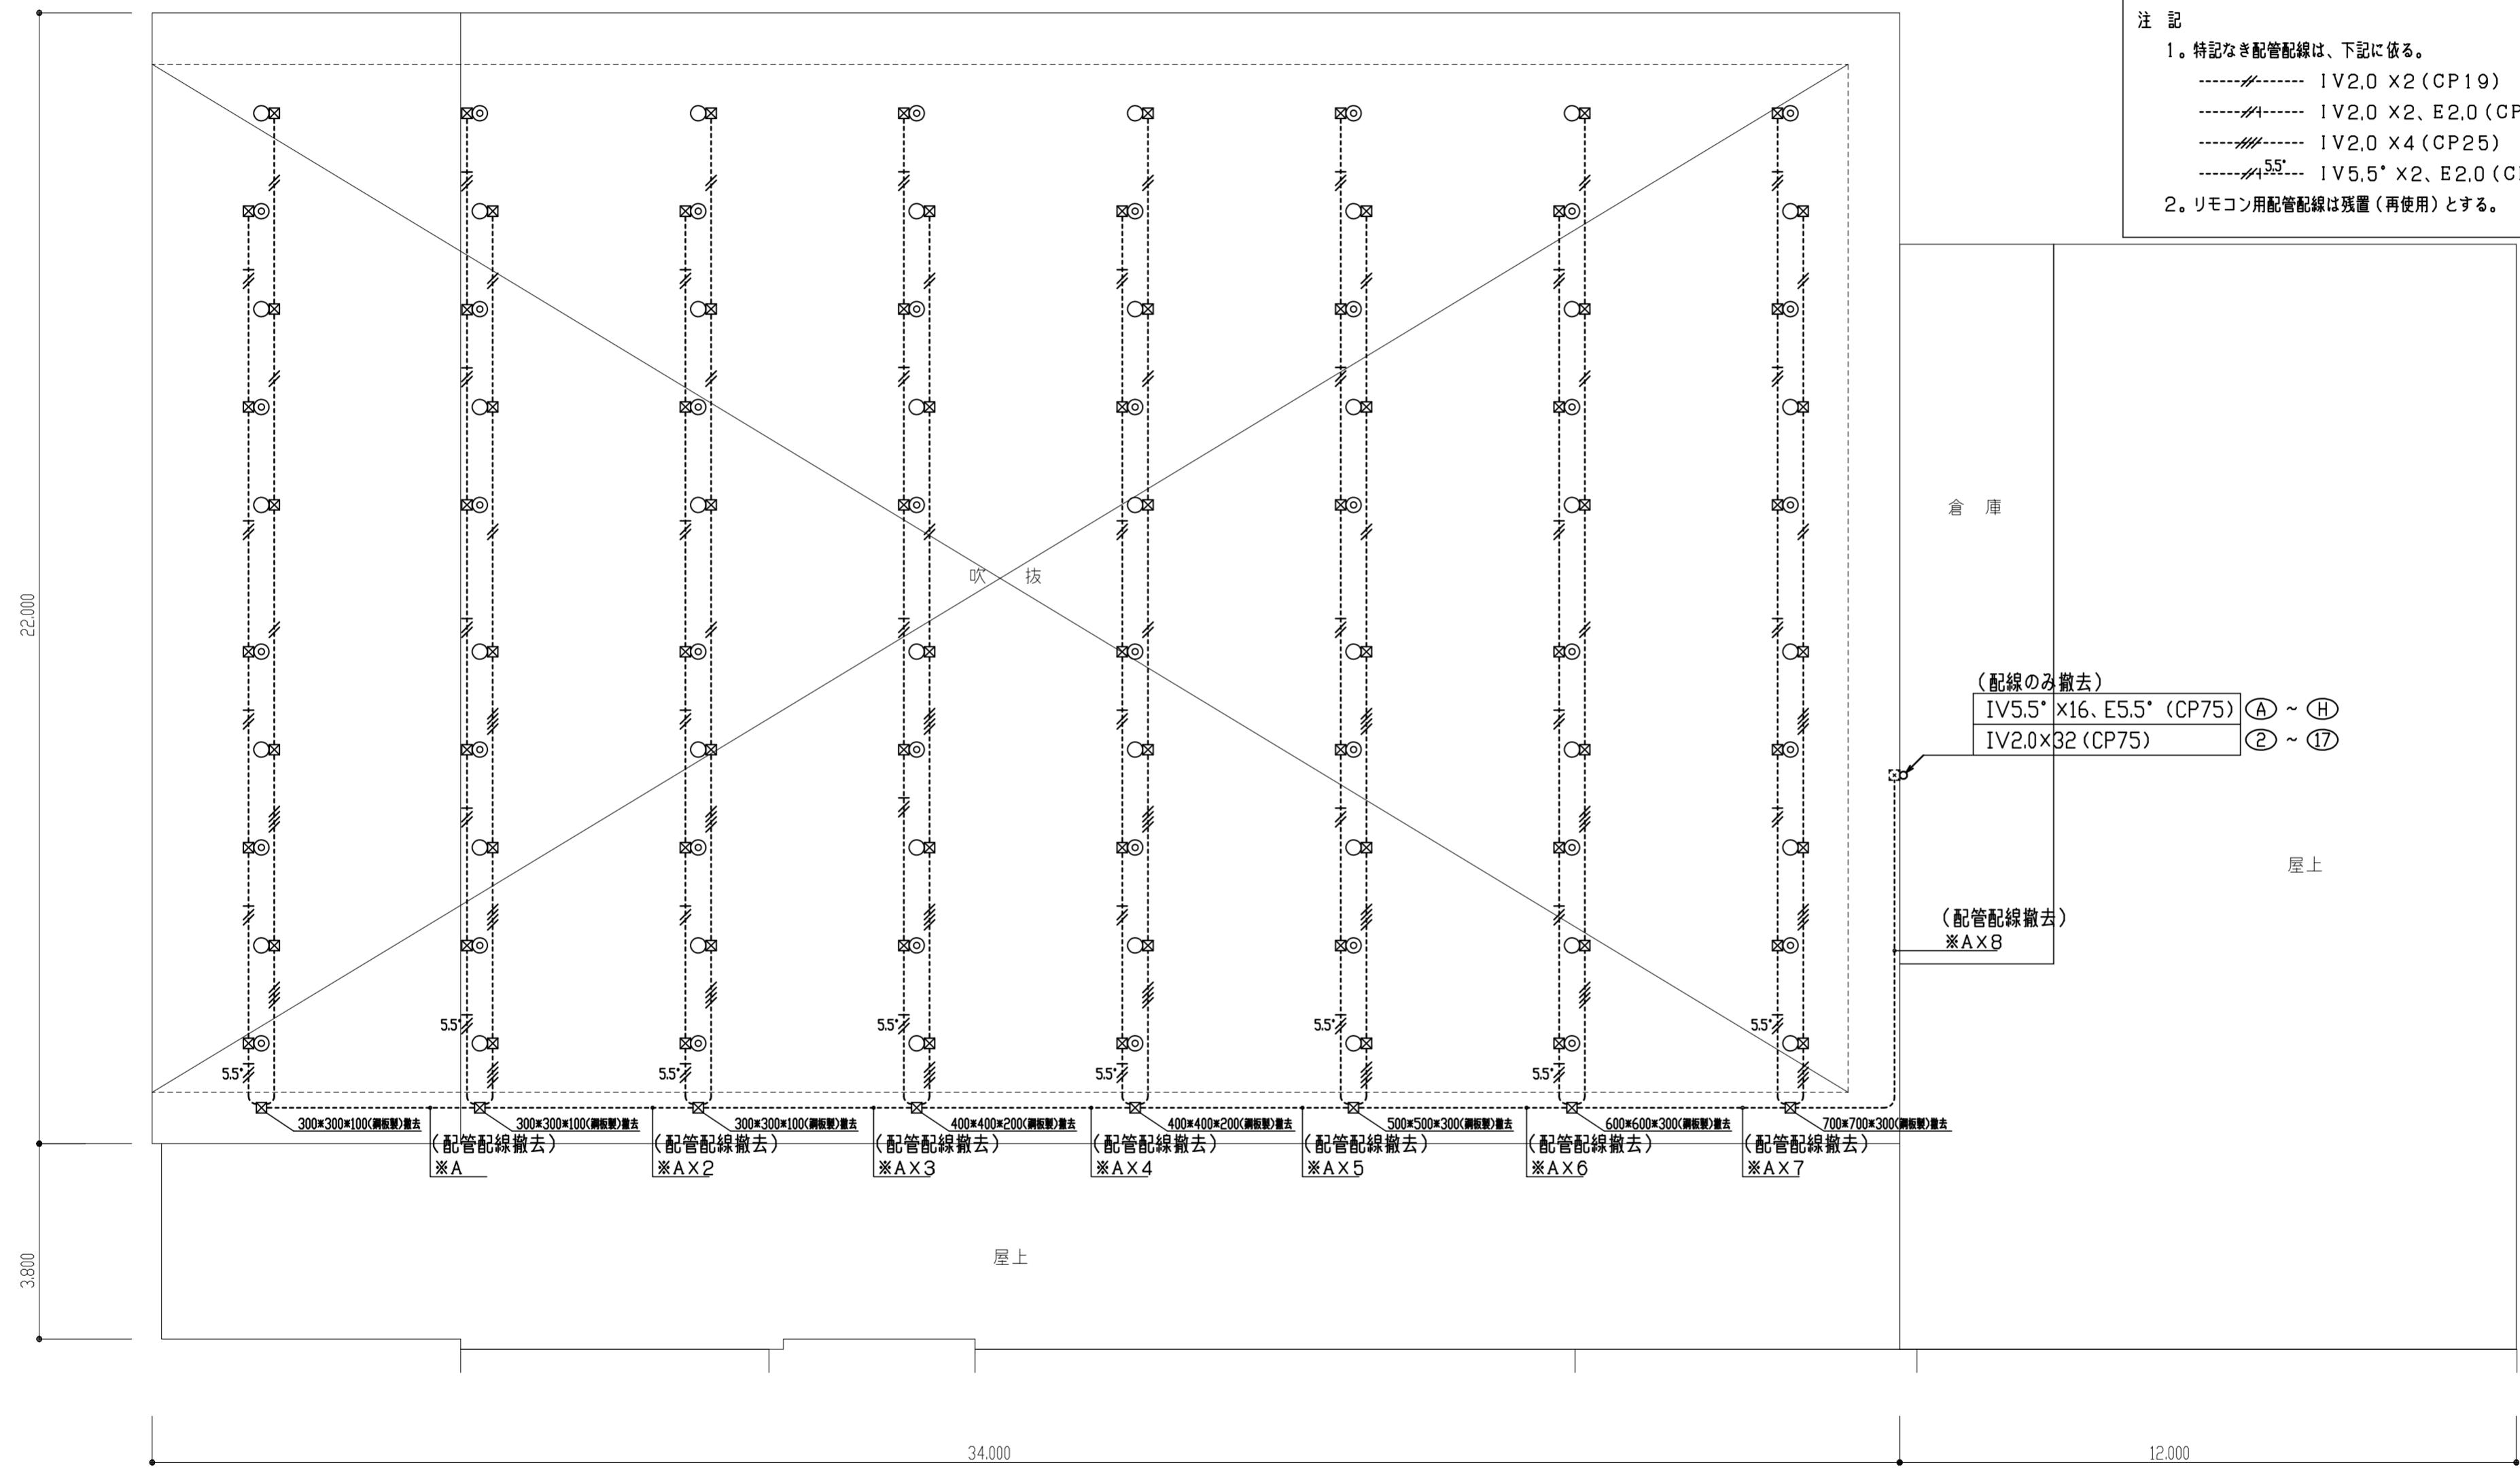 注 記
1。特記なき配管配線は、下記に依る。
IV2,0 ×2(CP19)
IV2,0 ×2、E2,0(CP
IV2,0 ×4(CP25)
5.5° IV5,5° ×2、E2,0(C
2。リモコン用配管配線は残置(再使用)とする。
倉 庫
吹 抜
22.000
(配線のみ撤去)
IV5,5° ×16、E5,5° (CP75) A ~ H
IV2,0×32(CP75) 2 ~ 17
屋上
(配管配線撤去)
※A×8
5.5° 5.5° 5.5° 5.5°
5.5° 5.5° 5.5° 5.5°
300*300*100(鋼板製)撤去 300*300*100(鋼板製)撤去 300*300*100(鋼板製)撤去 400*400*200(鋼板製)撤去 400*400*200(鋼板製)撤去 500*500*300(鋼板製)撤去 600*600*300(鋼板製)撤去 700*700*300(鋼板製)撤去
(配管配線撤去) (配管配線撤去) (配管配線撤去) (配管配線撤去) (配管配線撤去) (配管配線撤去) (配管配線撤去)
※A ※A×2 ※A×3 ※A×4 ※A×5 ※A×6 ※A×7
屋上
3.800
34.000
12.000